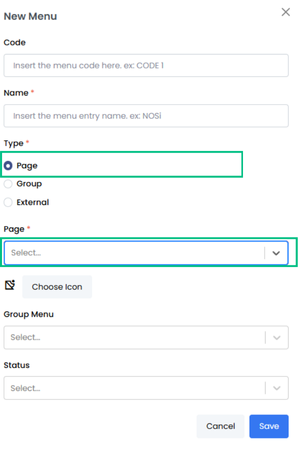 New Menu
Code
Insert the menu code here. ex: CODE 1
Name *
Insert the menu entry name. ex: NOSi
Type *
Page
Group
External
Page *
Select...
Choose Icon
Group Menu
Select...
Status
Select...
Cancel Save